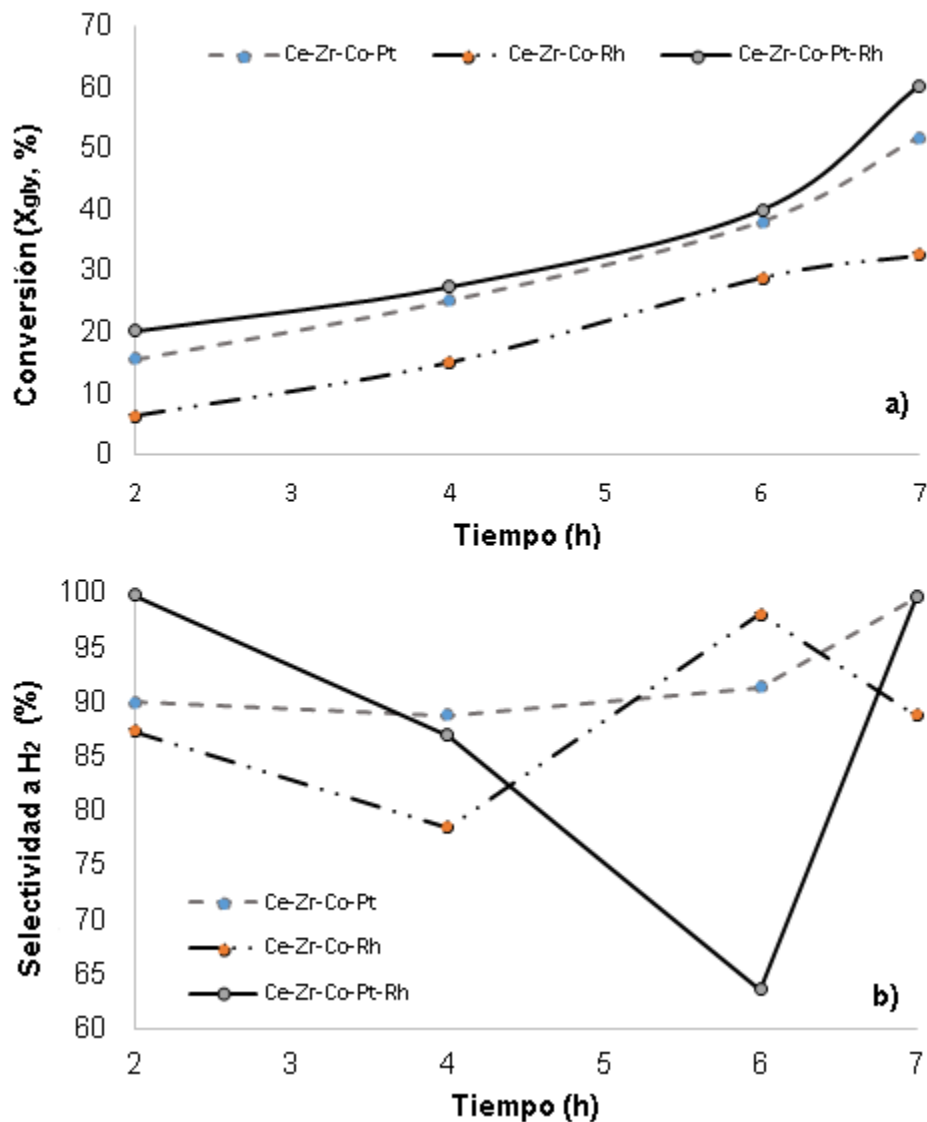 70
Ce-Zr-Co-Pt Ce-Zr-Co-Rh Ce-Zr-Co-Pt-Rh
60
50
40
30
20
10
0
Conversión (Xgly, %)
a)
2 3 4 5 6 7
Tiempo (h)
100
95
90
85
80
75
70
65
60
Selectividad a H2 (%)
Ce-Zr-Co-Pt
Ce-Zr-Co-Rh
Ce-Zr-Co-Pt-Rh
b)
2 3 4 5 6 7
Tiempo (h)